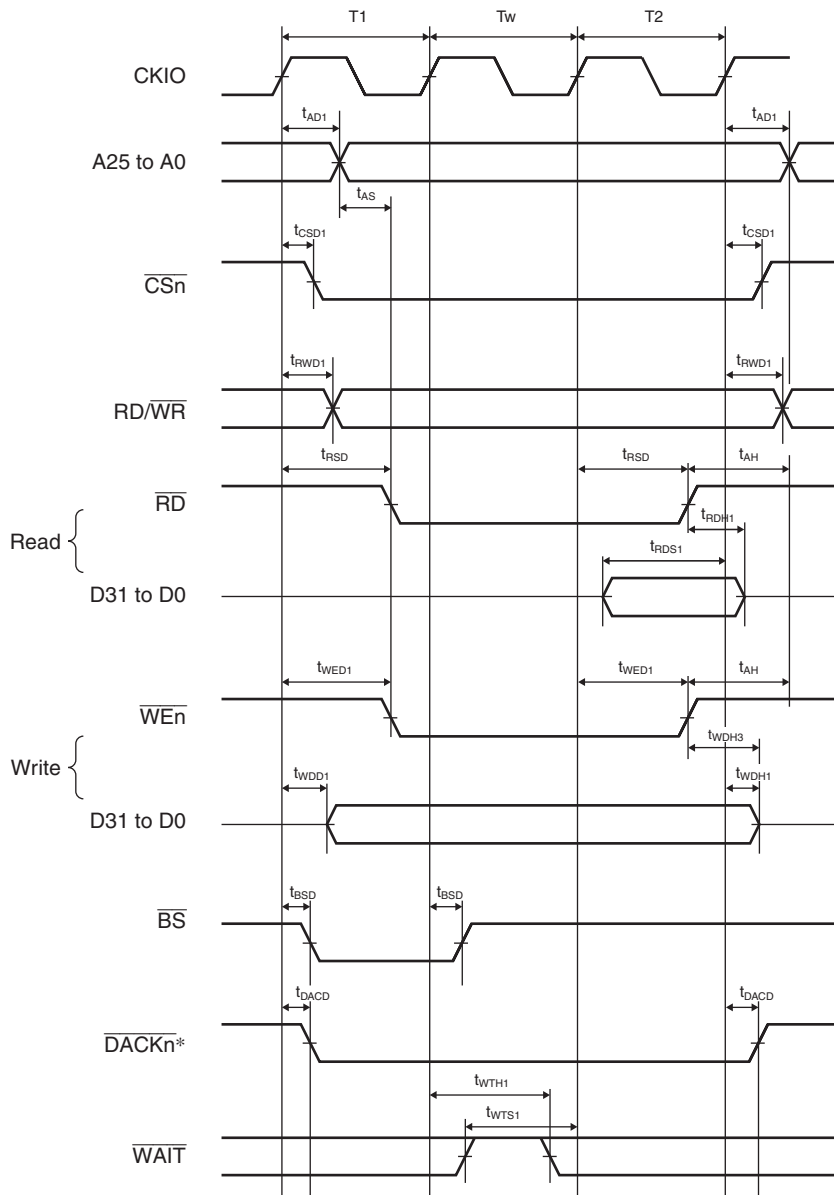 T1 Tw T2
CKIO
tAD1 tAD1
A25 to A0
tAS
tCSD1 tCSD1
CSn
tRWD1 tRWD1
RD/WR
tRSD tRSD tAH
RD
tRDH1
Read
tRDS1
D31 to D0
tWED1 tWED1 tAH
WEn
tWDH3
Write
tWDD1 tWDH1
D31 to D0
tBSD tBSD
BS
tDACD tDACD
DACKn*
tWTH1
tWTS1
WAIT